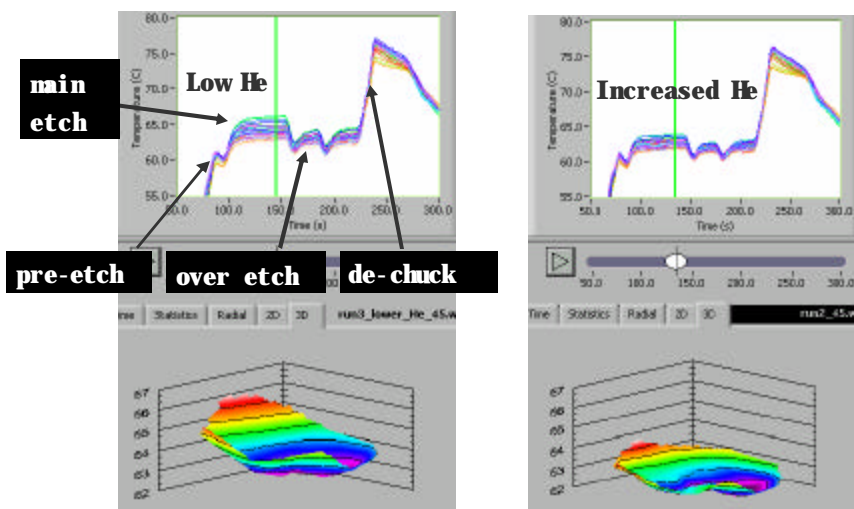 80.0
75.0
70.0
65.0
60.0
55.0
Temperature (C)
main
etch
Low He
100.0
200.0
250.0
300.0
Time (s)
pre-etch
over etch
de-chuck
Statistics
Radial
2D
3D
run3_lower_He_45.w
67
66
65
64
63
62
80.0
75.0
70.0
65.0
60.0
55.0
Temperature (C)
Increased He
50.1
100.0
150.0
200.0
250.0
300.0
Time (s)
50.0
100.0
150.0
200.0
250.0
300.0
Time
Statistics
Radial
2D
3D
run2_45.w
67
66
65
64
63
62